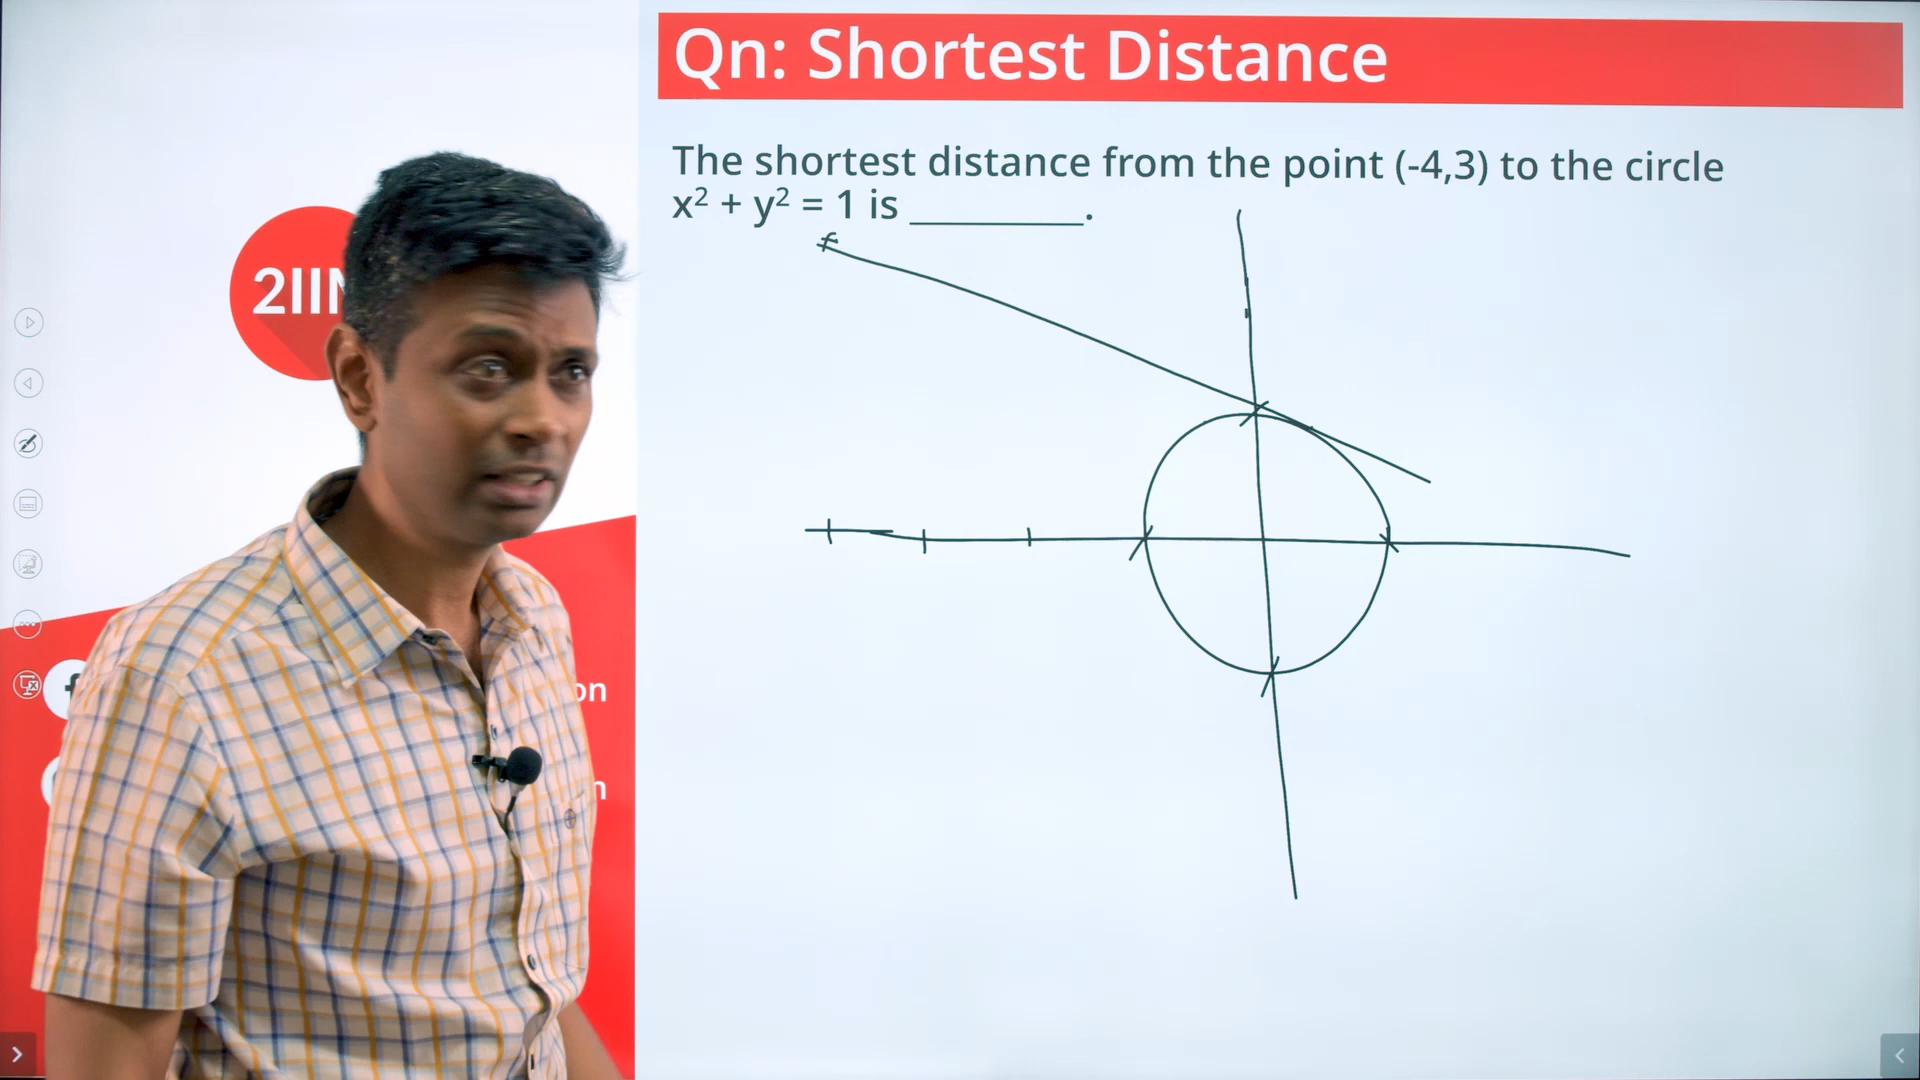 Qn: Shortest Distance
The shortest distance from the point (-4,3) to the circle
x² + y² = 1 is ________.
2IIM
f
on
n